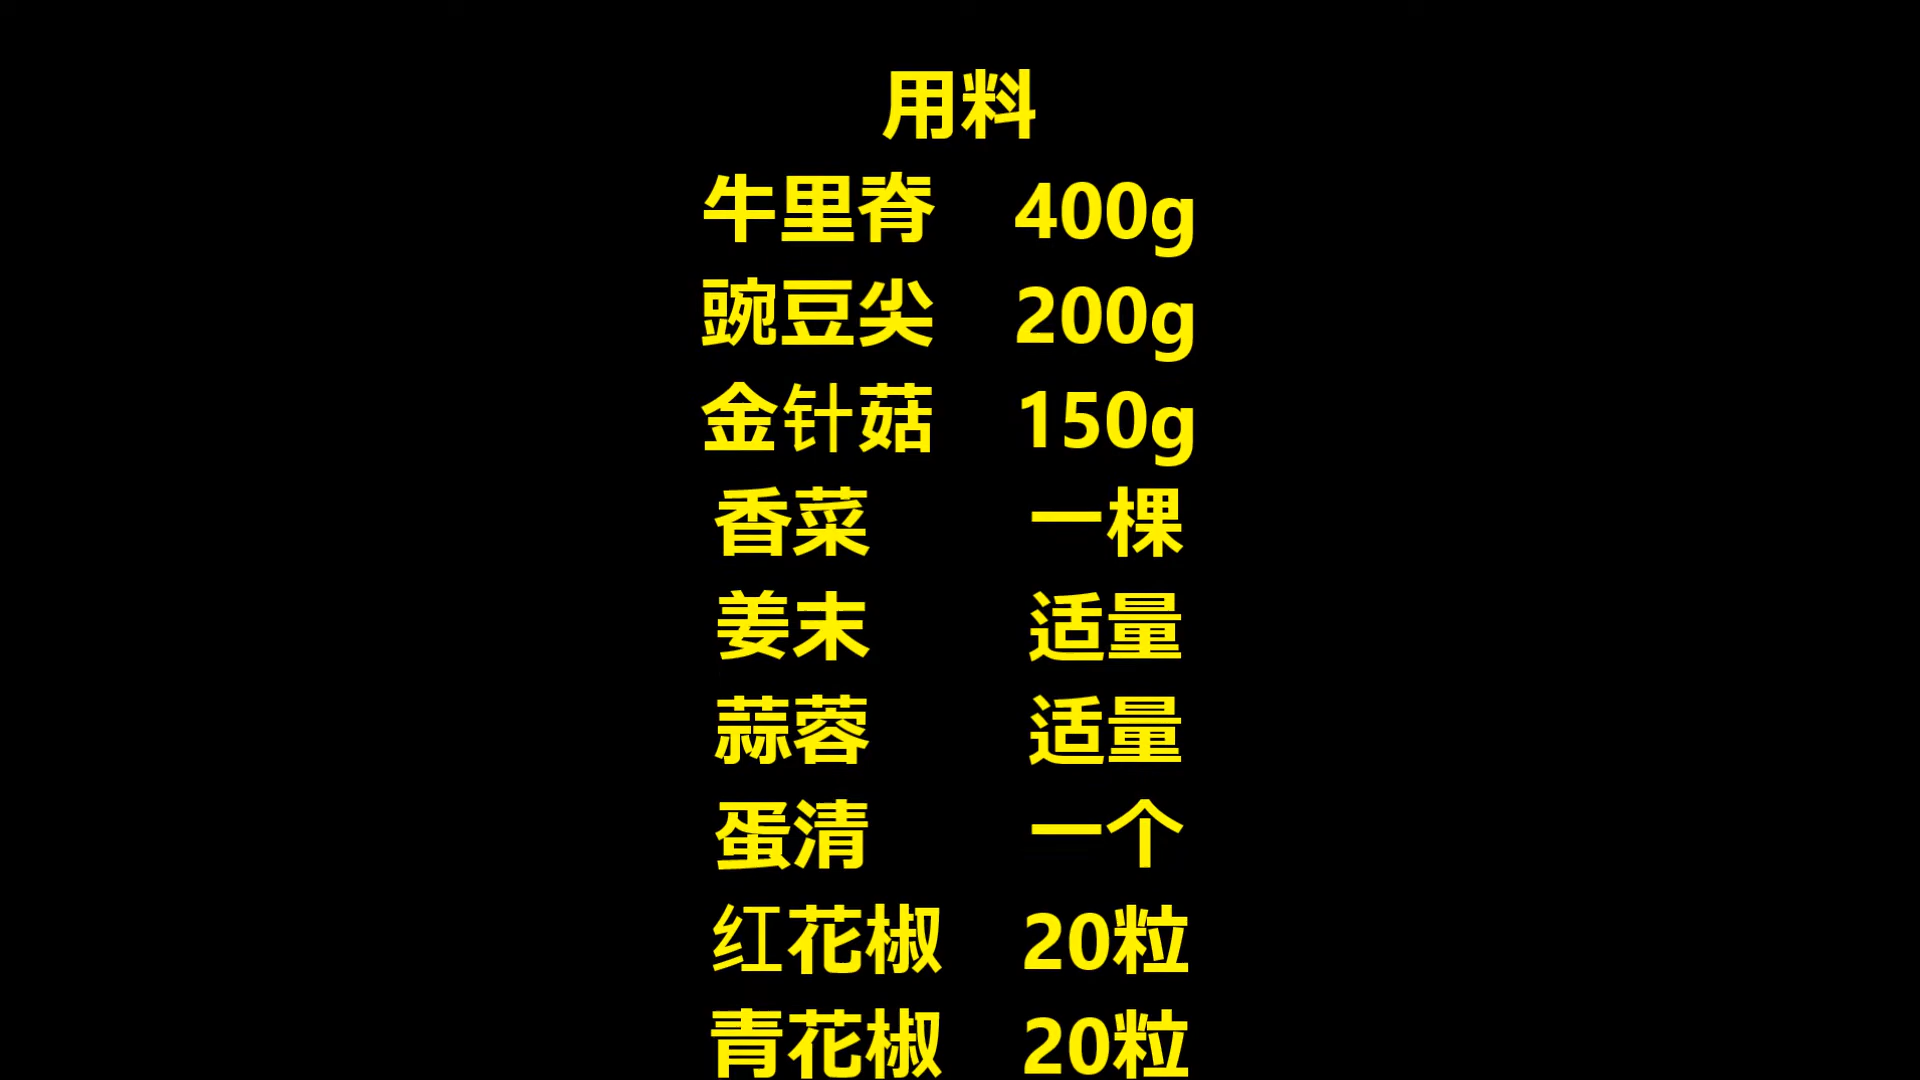 用料
牛里脊 400g
豌豆尖 200g
金针菇 150g
香菜 一棵
姜末 适量
蒜蓉 适量
蛋清 一个
红花椒 20粒
青花椒 20粒